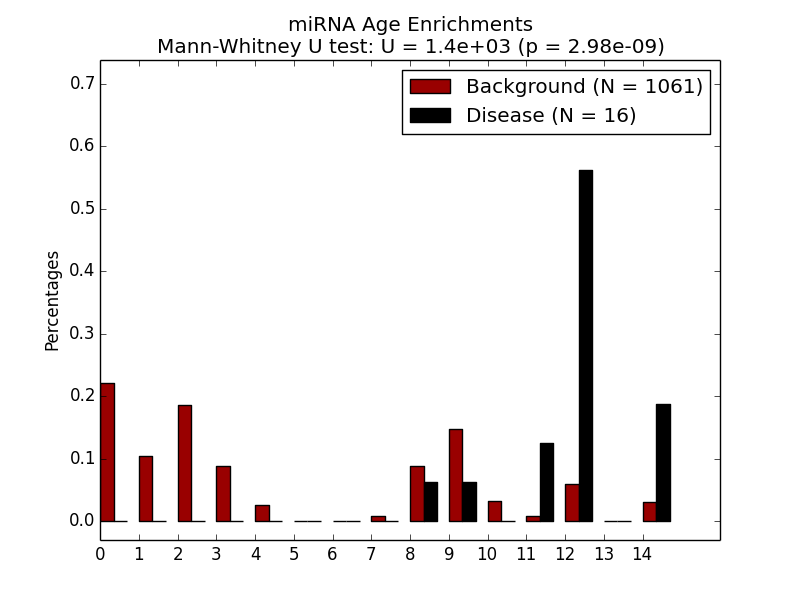 miRNA Age Enrichments
Mann-Whitney U test: U = 1.4e+03 (p = 2.98e-09)
Background (N = 1061)
Disease (N = 16)
Percentages
0.7
0.6
0.5
0.4
0.3
0.2
0.1
0.0
0 1 2 3 4 5 6 7 8 9 10 11 12 13 14